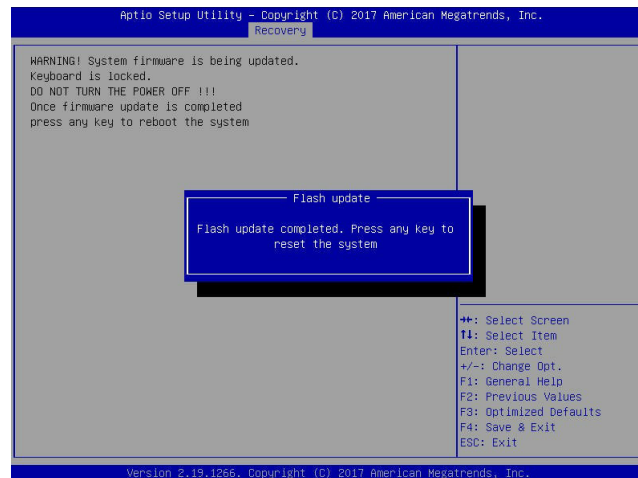 Aptio Setup Utility – Copyright (C) 2017 American Megatrends, Inc.
Recovery
WARNING! System firmware is being updated.
Keyboard is locked.
DO NOT TURN THE POWER OFF !!!
Once firmware update is completed
press any key to reboot the system
Flash update
Flash update completed. Press any key to
reset the system
→←: Select Screen
↑↓: Select Item
Enter: Select
+/-: Change Opt.
F1: General Help
F2: Previous Values
F3: Optimized Defaults
F4: Save & Exit
ESC: Exit
Version 2.19.1266. Copyright (C) 2017 American Megatrends, Inc.